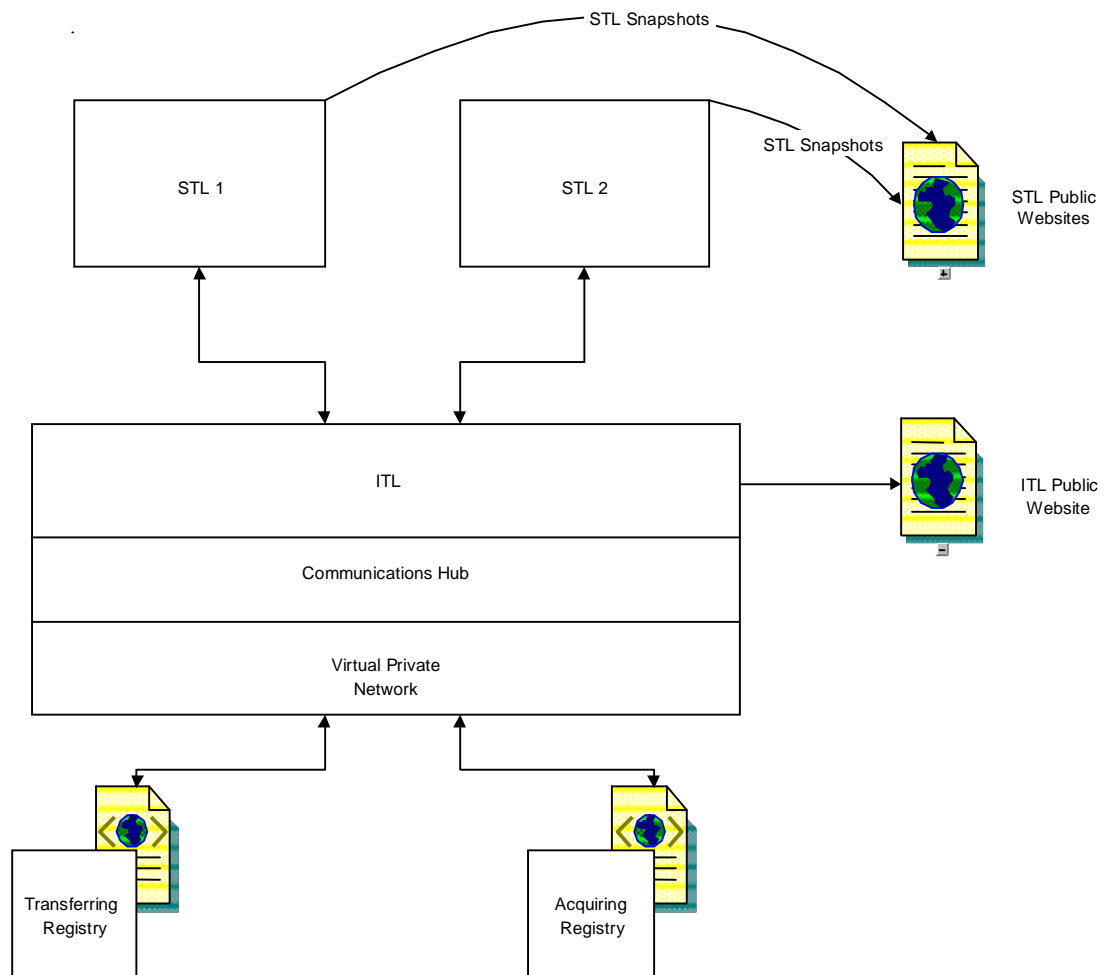 STL Snapshots
STL 1
STL 2
STL Snapshots
STL Public
Websites
ITL
ITL Public
Website
Communications Hub
Virtual Private
Network
Transferring
Registry
Acquiring
Registry